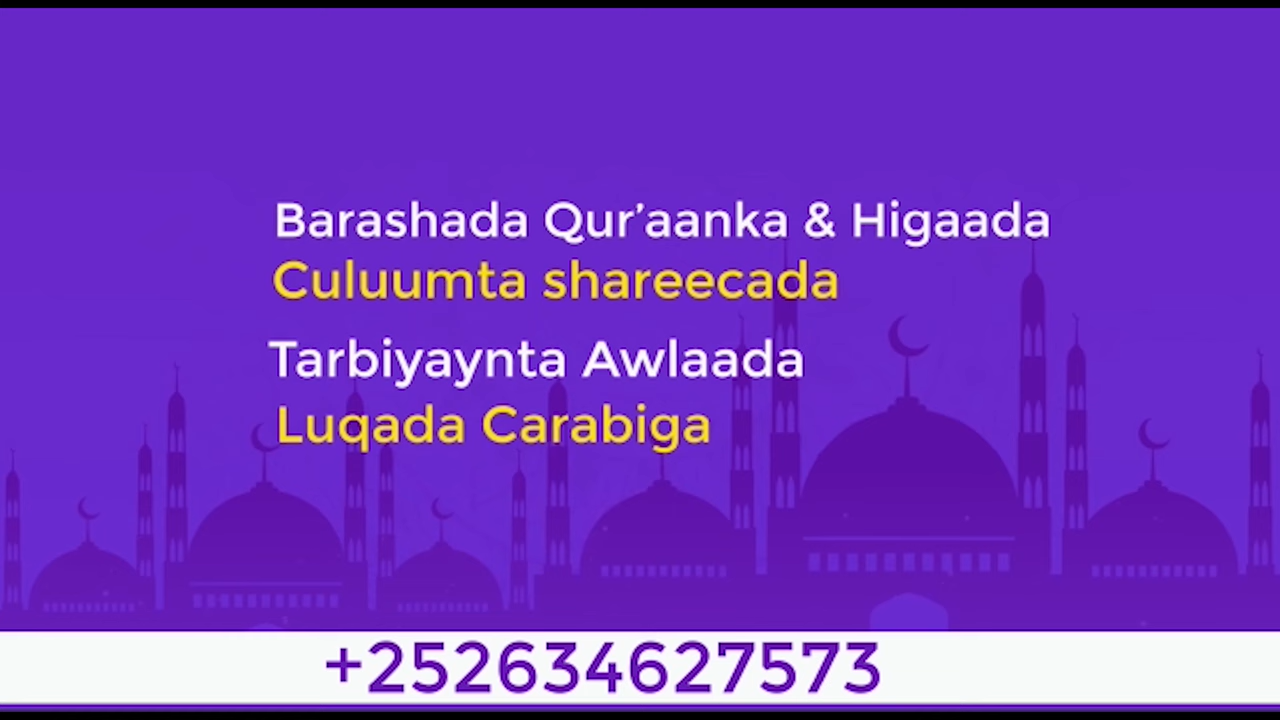 Barashada Qur’aanka & Higaada
Culuumta shareecada
Tarbiyaynta Awlaada
Luqada Carabiga
+252634627573